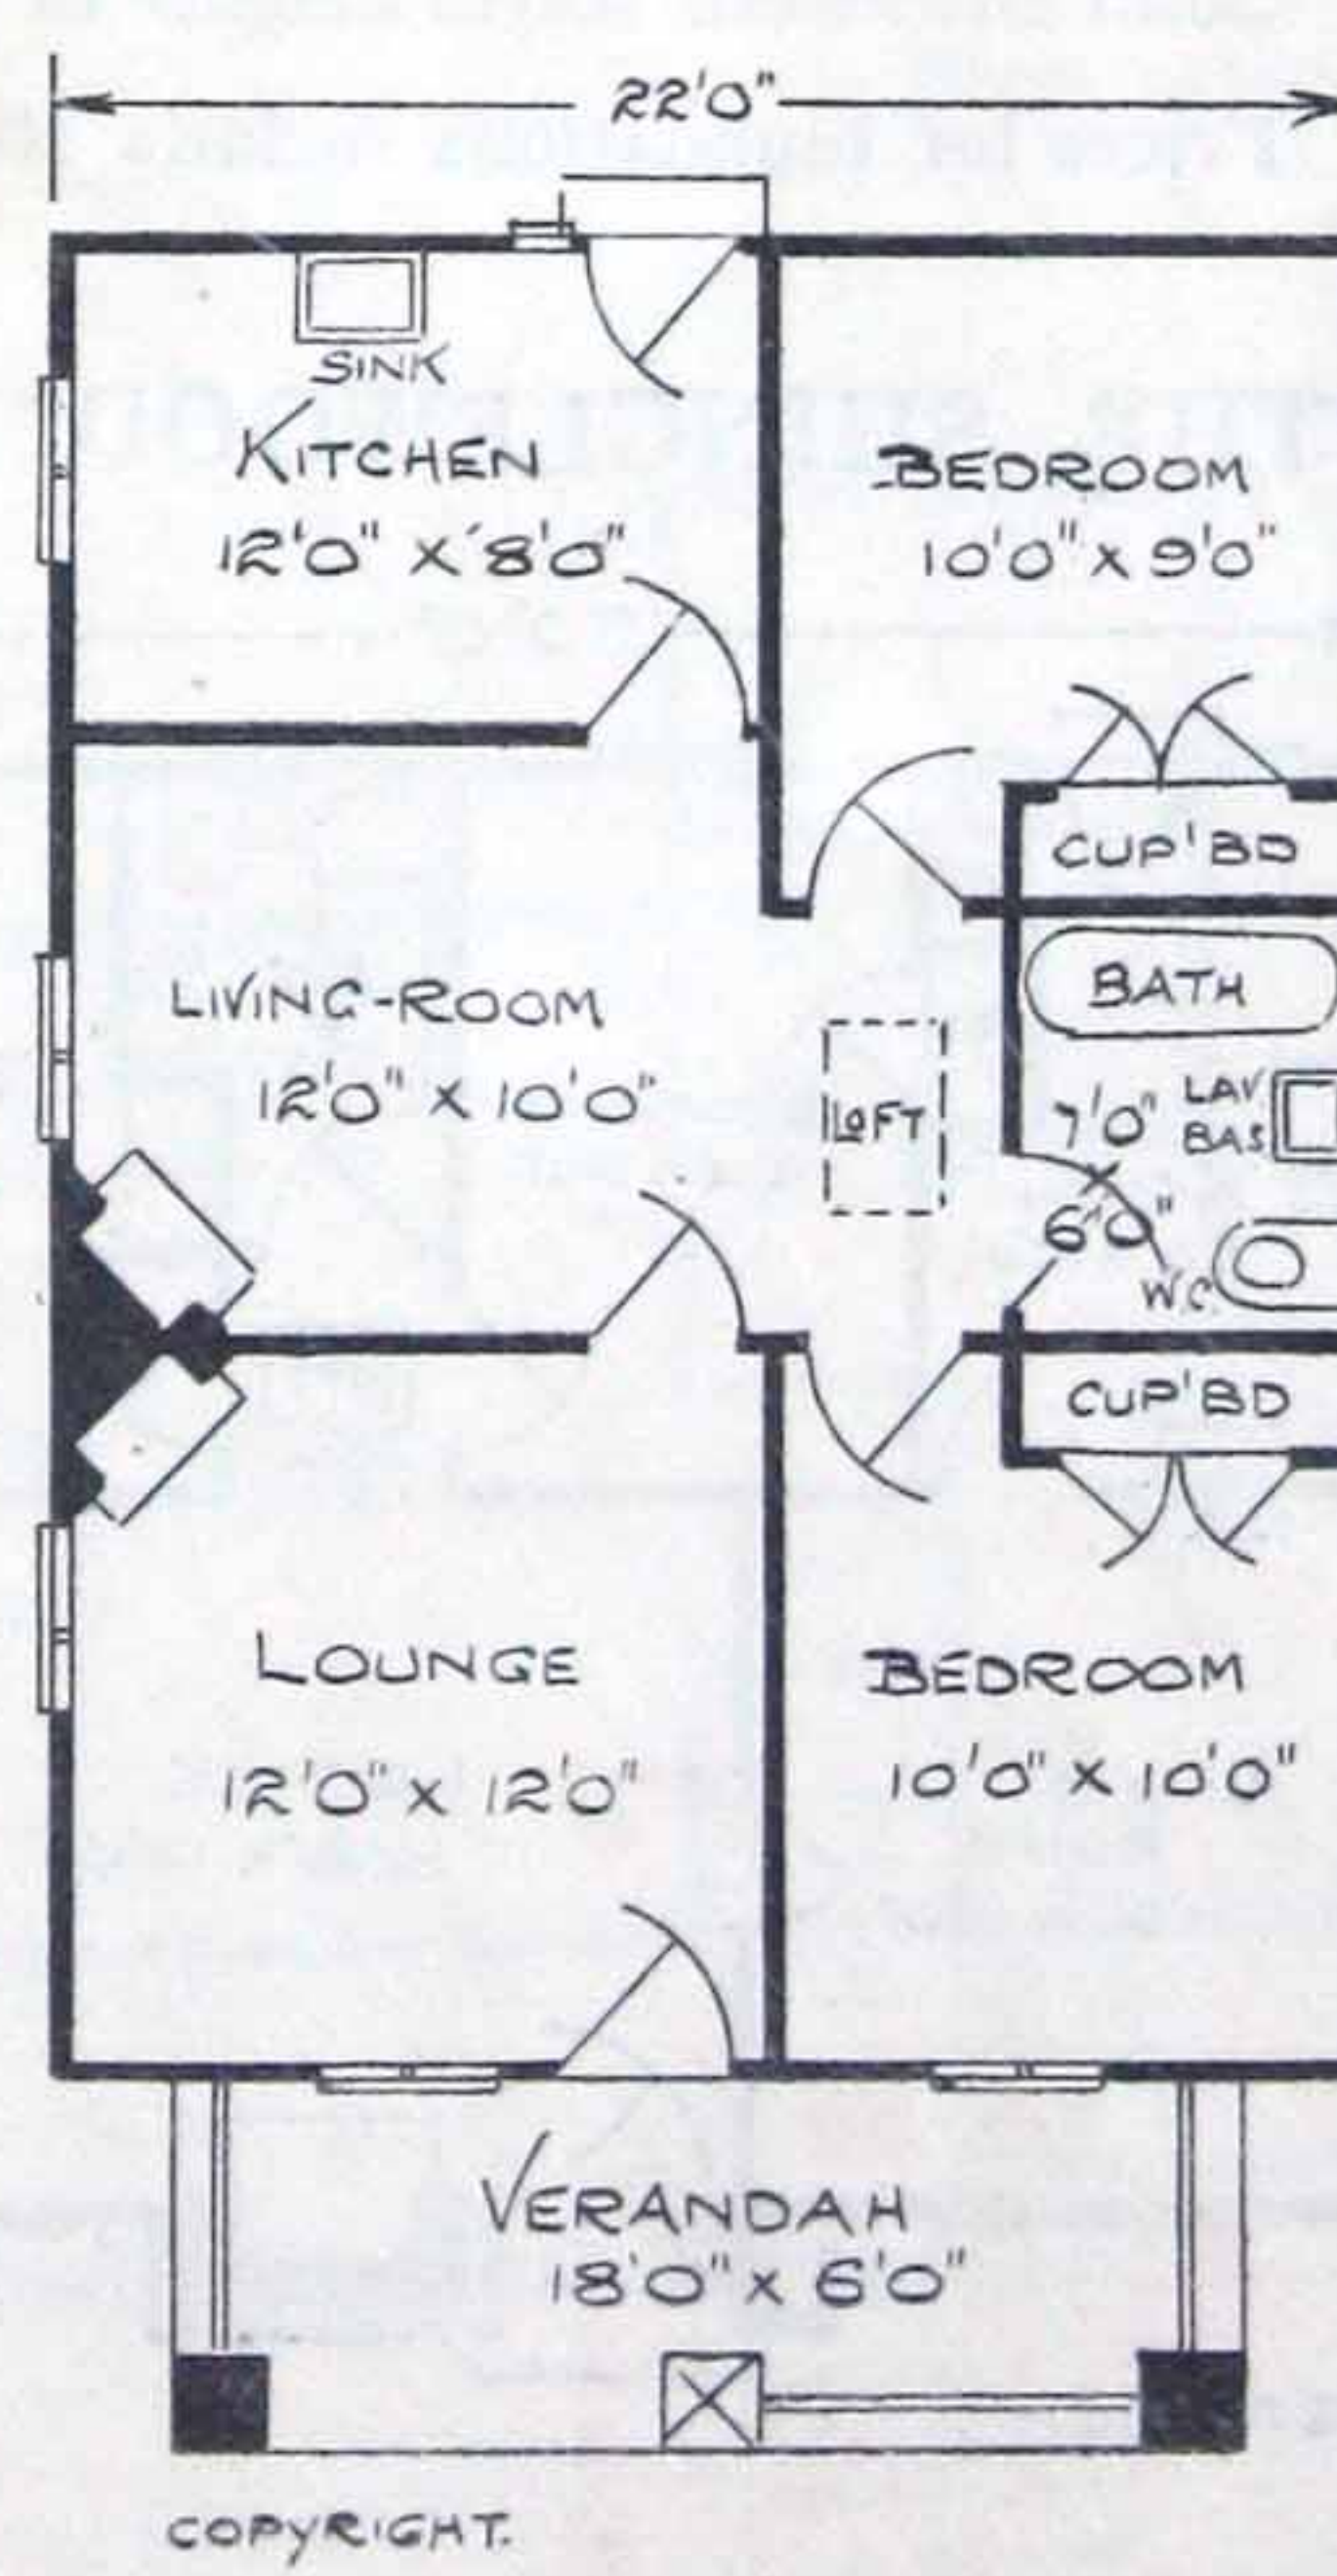 22'0"
SINK
KITCHEN
12'0" X 8'0"
BEDROOM
10'0" X 9'0"
CUP'BD
BATH
LIVING-ROOM
12'0" X 10'0"
LOFT
7'0"
X
6'0"
LAV.
BAS
W.C.
CUP'BD
LOUNGE
12'0" X 12'0"
BEDROOM
10'0" X 10'0"
VERANDAH
18'0" X 6'0"
COPYRIGHT.